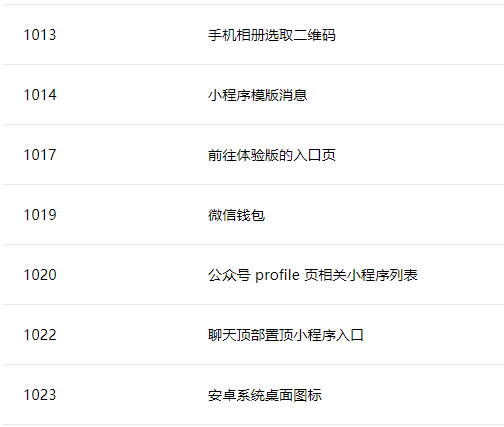 1013 手机相册选取二维码
1014 小程序模版消息
1017 前往体验版的入口页
1019 微信钱包
1020 公众号 profile 页相关小程序列表
1022 聊天顶部置顶小程序入口
1023 安卓系统桌面图标